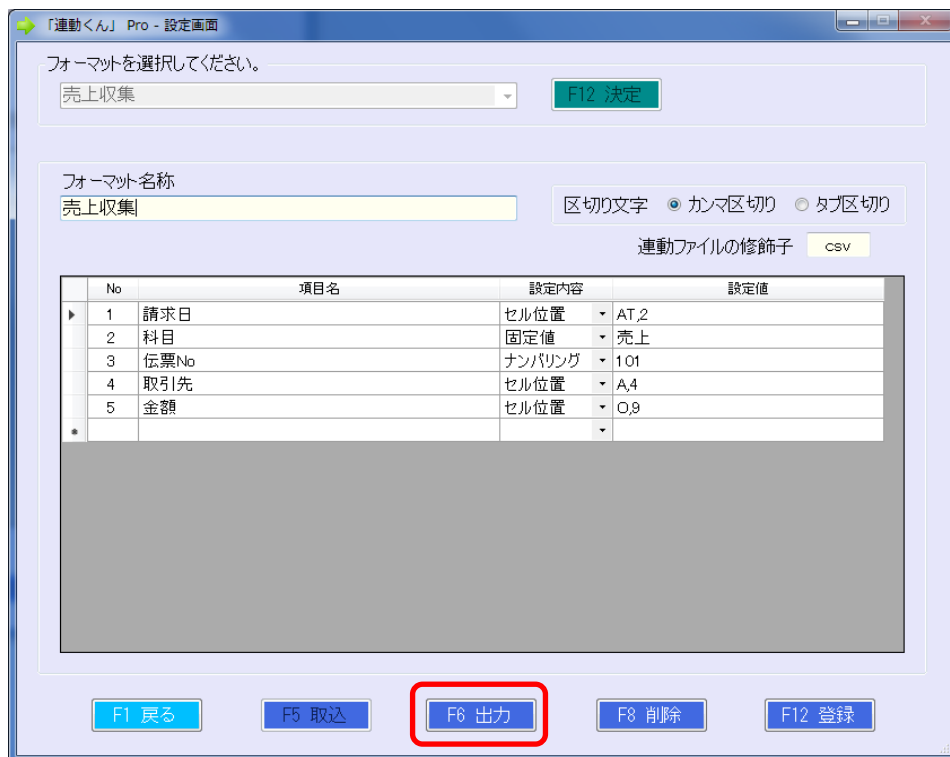 「連動くん」 Pro - 設定画面
フォーマットを選択してください。
売上収集
F12 決定
フォーマット名称
売上収集
区切り文字 カンマ区切り タブ区切り
連動ファイルの修飾子 csv
No 項目名 設定内容 設定値
1 請求日 セル位置 AT,2
2 科目 固定値 売上
3 伝票No ナンバリング 101
4 取引先 セル位置 A,4
5 金額 セル位置 O,9
F1 戻る F5 取込 F6 出力 F8 削除 F12 登録